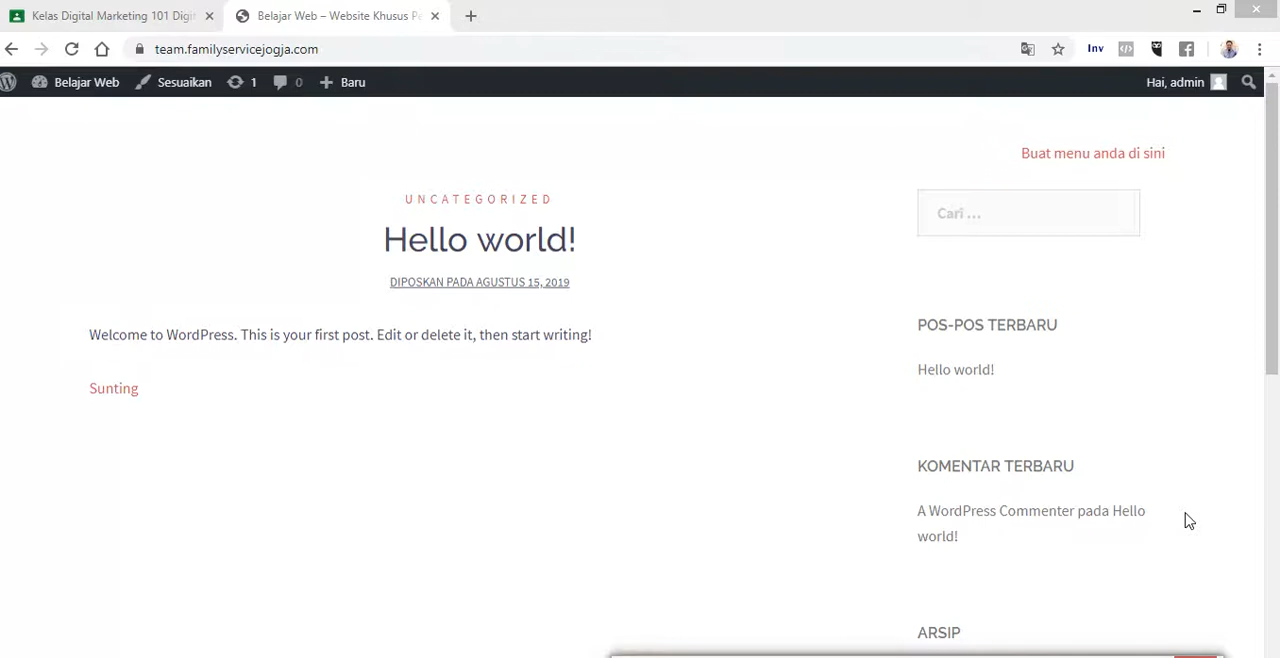 Kelas Digital Marketing 101 Digi
Belajar Web – Website Khusus Pe
team.familyservicejogja.com
Inv
Belajar Web
Sesuaikan
1
0
Baru
Hai, admin
Buat menu anda di sini
UNCATEGORIZED
Cari …
Hello world!
DIPOSKAN PADA AGUSTUS 15, 2019
Welcome to WordPress. This is your first post. Edit or delete it, then start writing!
Sunting
POS-POS TERBARU
Hello world!
KOMENTAR TERBARU
A WordPress Commenter pada Hello
world!
ARSIP